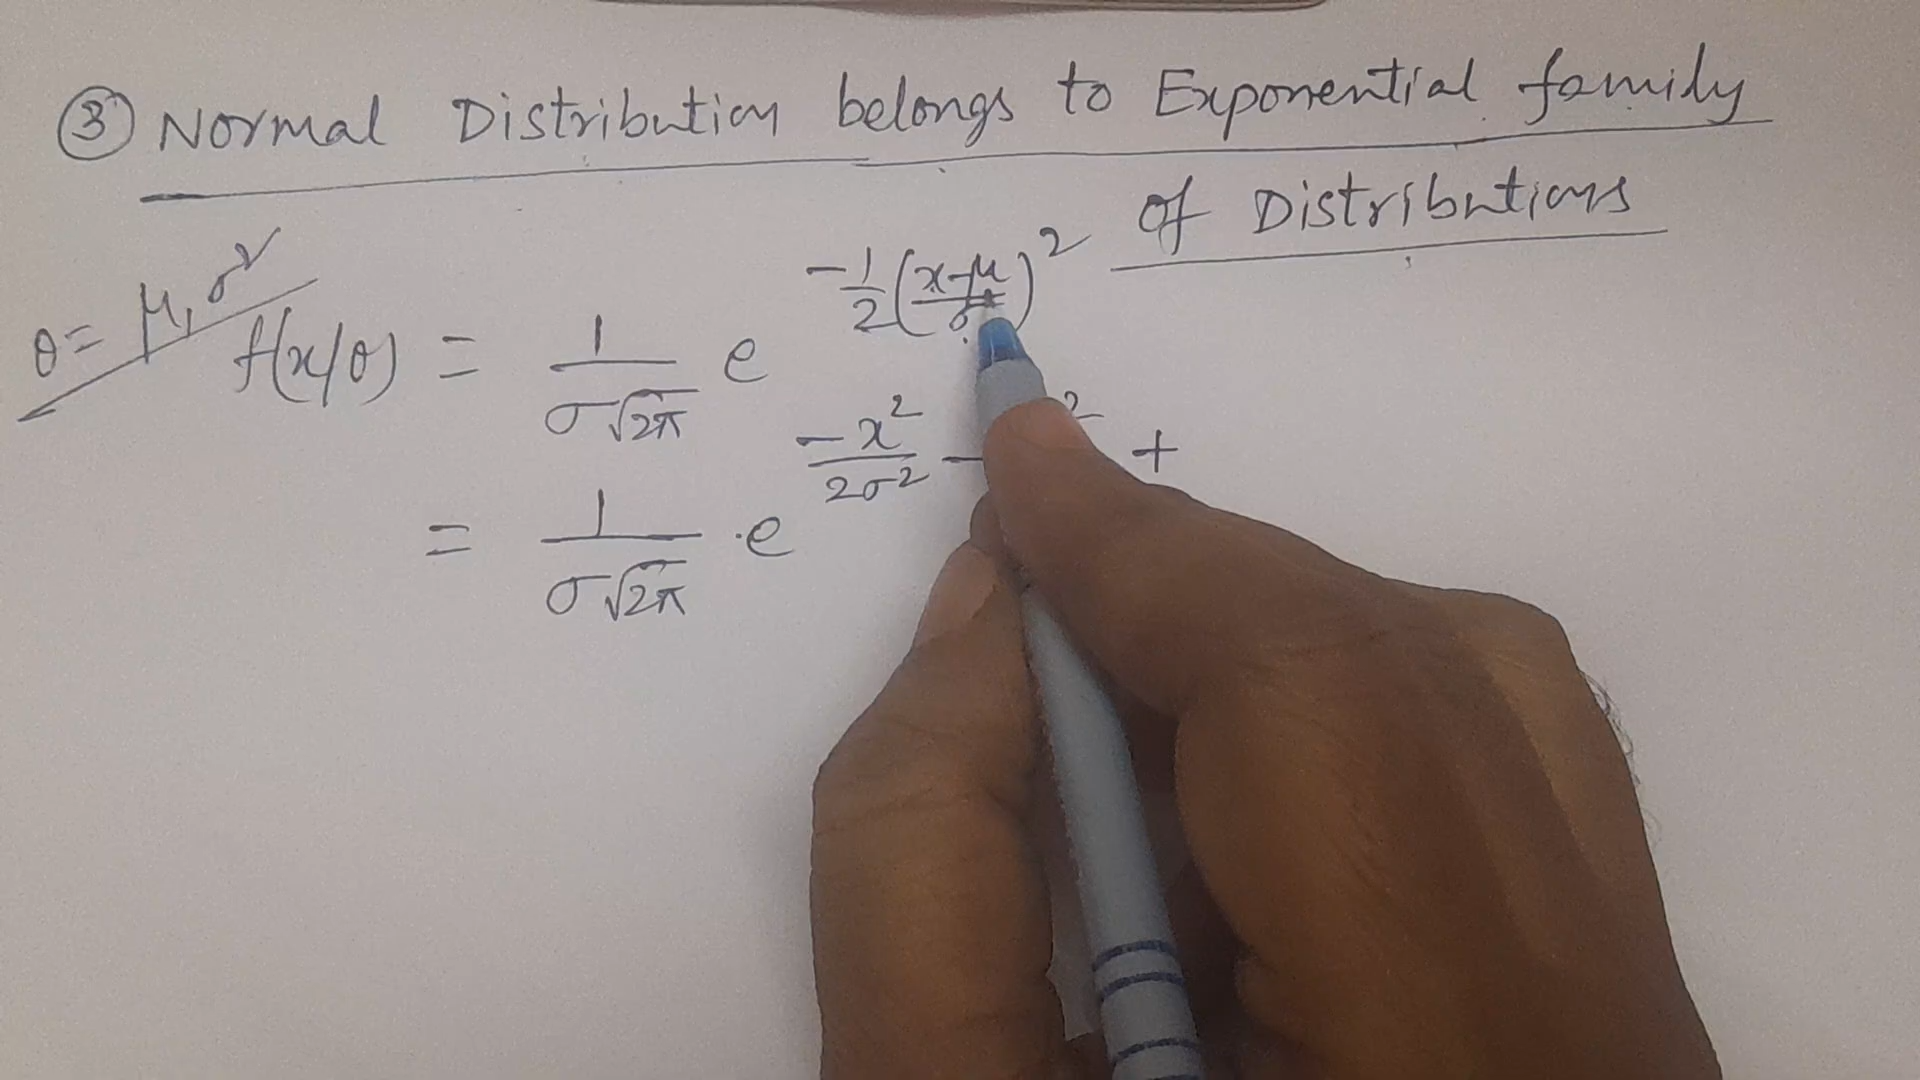 ③ Normal Distribution belongs to Exponential family
of Distributions
θ = μ, σ²
f(x/θ) = 1/(σ√2π) e^(-1/2 ((x-μ)/σ)²)
= 1/(σ√2π) · e^(-x²/2σ² - ² +